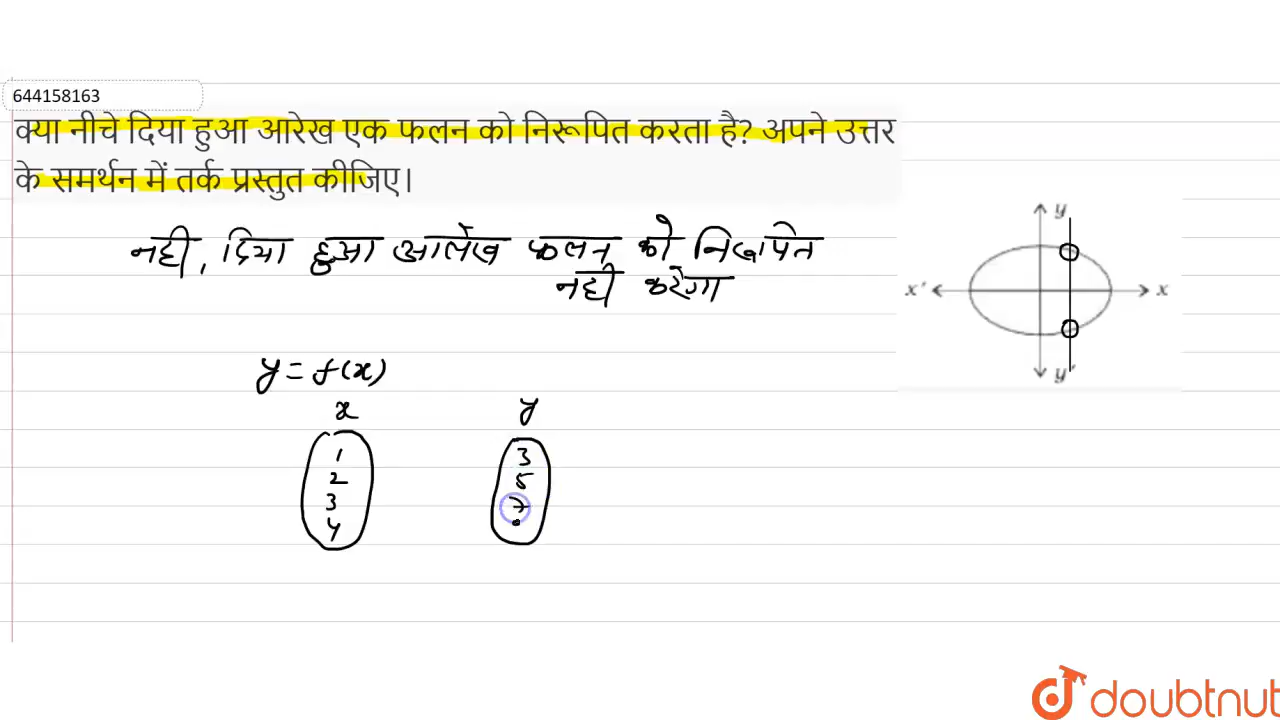 644158163
क्या नीचे दिया हुआ आरेख एक फलन को निरूपित करता है? अपने उत्तर
के समर्थन में तर्क प्रस्तुत कीजिए।
नही, दिया हुआ आलेख फलन को निरूपित
नही करेगा
y
x' x
y'
y = f(x)
x y
1 3
2 5
3 7
4
doubtnut